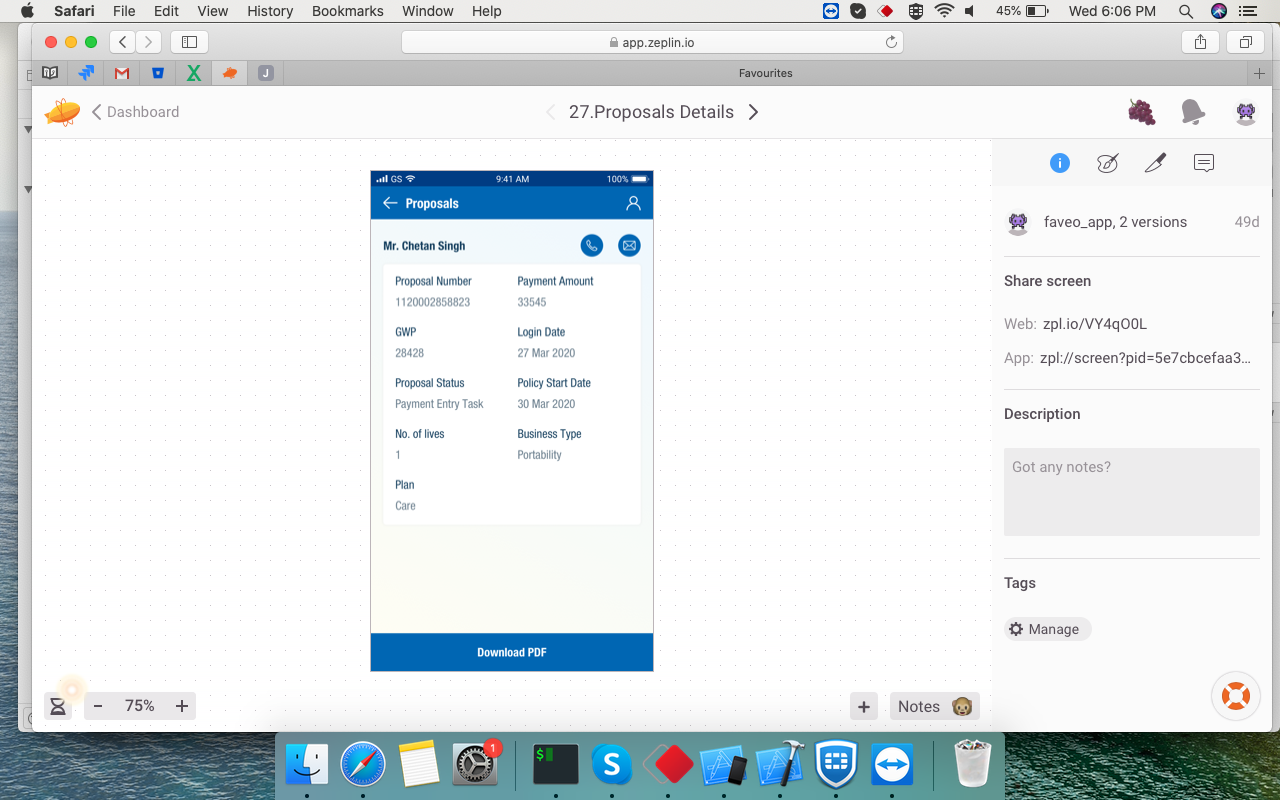 Safari File Edit View History Bookmarks Window Help 45% Wed 6:06 PM
app.zeplin.io
J Favourites
Dashboard 27.Proposals Details
GS 9:41 AM 100%
Proposals
Mr. Chetan Singh
Proposal Number Payment Amount
1120002858823 33545
GWP Login Date
28428 27 Mar 2020
Proposal Status Policy Start Date
Payment Entry Task 30 Mar 2020
No. of lives Business Type
1 Portability
Plan
Care
Download PDF
75%
Notes
faveo_app, 2 versions 49d
Share screen
Web: zpl.io/VY4qO0L
App: zpl://screen?pid=5e7cbcefaa3...
Description
Got any notes?
Tags
Manage
$
S
1